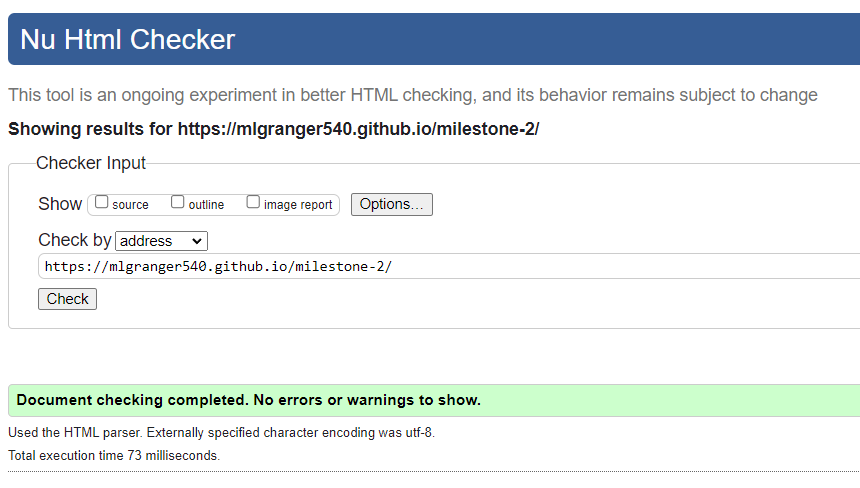 Nu Html Checker
This tool is an ongoing experiment in better HTML checking, and its behavior remains subject to change
Showing results for https://mlgranger540.github.io/milestone-2/
Checker Input
Show source outline image report Options...
Check by address
https://mlgranger540.github.io/milestone-2/
Check
Document checking completed. No errors or warnings to show.
Used the HTML parser. Externally specified character encoding was utf-8.
Total execution time 73 milliseconds.